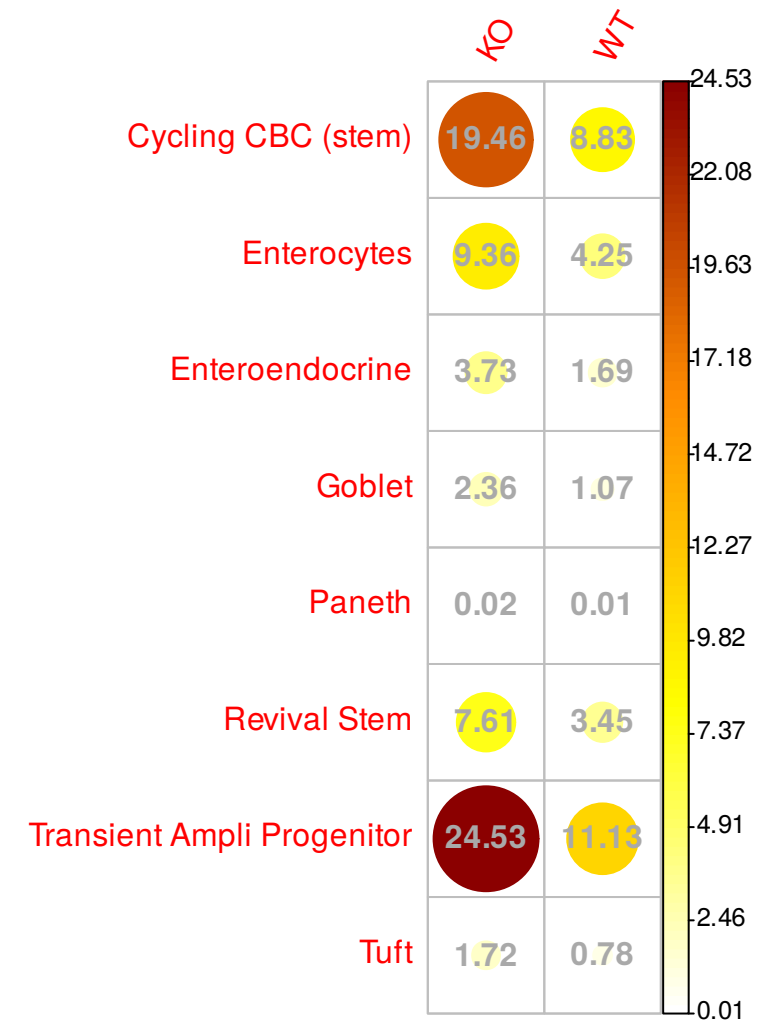 KO WT
24.53
Cycling CBC (stem) 19.46 8.83
22.08
Enterocytes 9.36 4.25
19.63
Enteroendocrine 3.73 1.69
17.18
14.72
Goblet 2.36 1.07
12.27
Paneth 0.02 0.01
9.82
Revival Stem 7.61 3.45
7.37
4.91
Transient Ampli Progenitor 24.53 11.13
2.46
Tuft 1.72 0.78
0.01